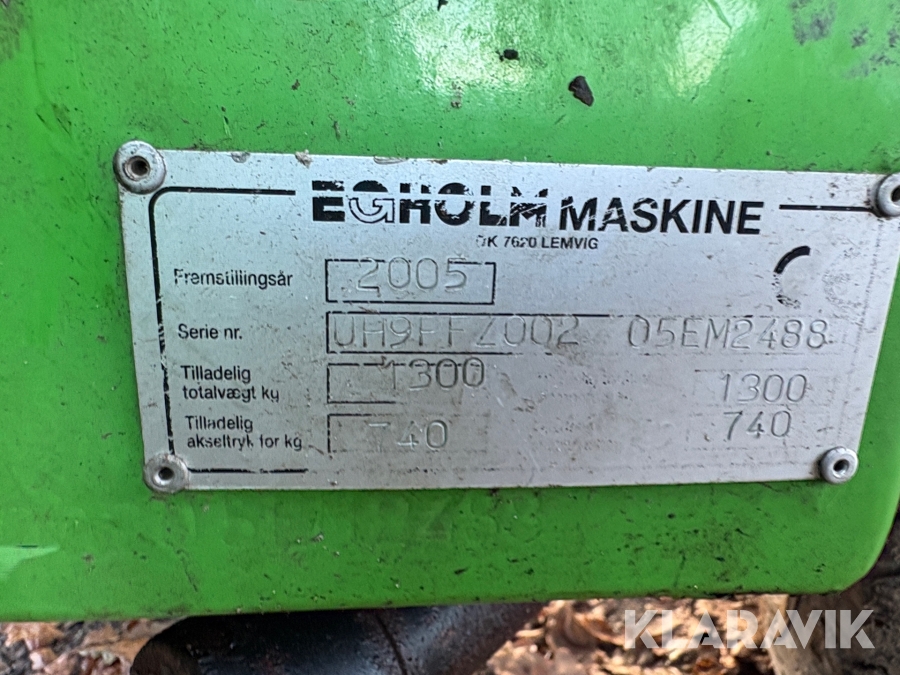 EGHOLM MASKINE
DK 7620 LEMVIG
Fremstillingsår 2005
Serie nr. UH9PFZ002 05EM2488
Tilladelig
totalvægt kg 1300 1300
Tilladelig
akseltryk for kg 740 740
KLARAVIK